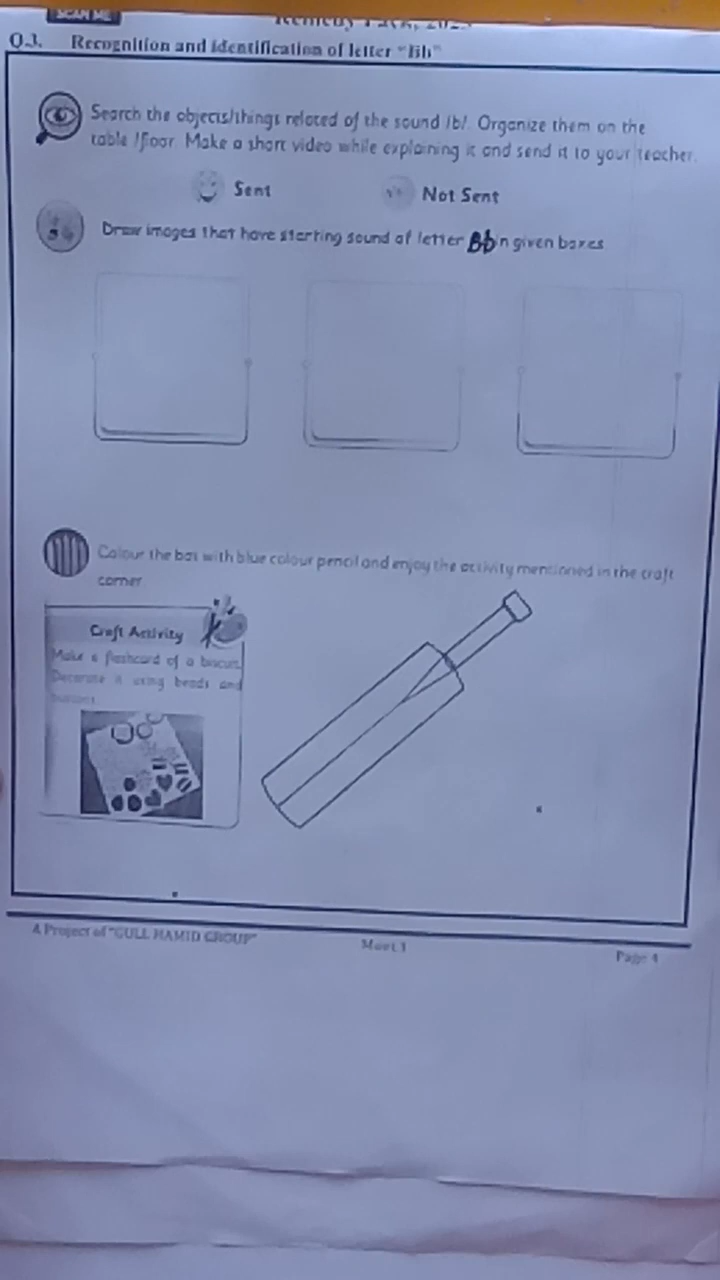 SCAN ME
Q.3. Recognition and identification of letter "Bb"
Search the objects/things related of the sound /b/. Organize them on the
table /floor. Make a short video while explaining it and send it to your teacher.
Sent Not Sent
Draw images that have starting sound of letter Bb in given boxes
Colour the bat with blue colour pencil and enjoy the activity mentioned in the craft
corner
Craft Activity
Make a flashcard of a biscuit.
Decorate it using beads and
buttons.
A Project of "GULL HAMID GROUP"
Page 4